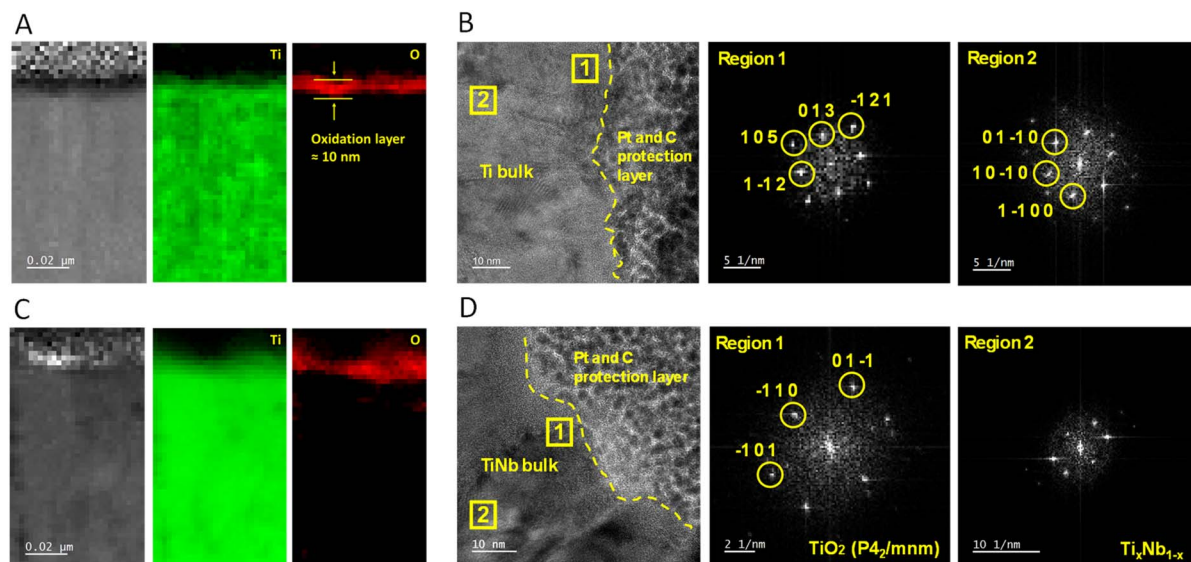 A
Ti
O
Oxidation layer
≈ 10 nm
0.02 µm
B
1
2
Ti bulk
Pt and C
protection
layer
10 nm
Region 1
-1 2 1
0 1 3
1 0 5
1 -1 2
5 1/nm
Region 2
0 1 -1 0
1 0 -1 0
1 -1 0 0
5 1/nm
C
Ti
O
0.02 µm
D
Pt and C
protection layer
1
TiNb bulk
2
10 nm
Region 1
0 1 -1
-1 1 0
-1 0 1
2 1/nm
TiO₂ (P4₂/mnm)
Region 2
10 1/nm
TiₓNb₁₋ₓ